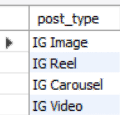 post_type
IG Image
IG Reel
IG Carousel
IG Video